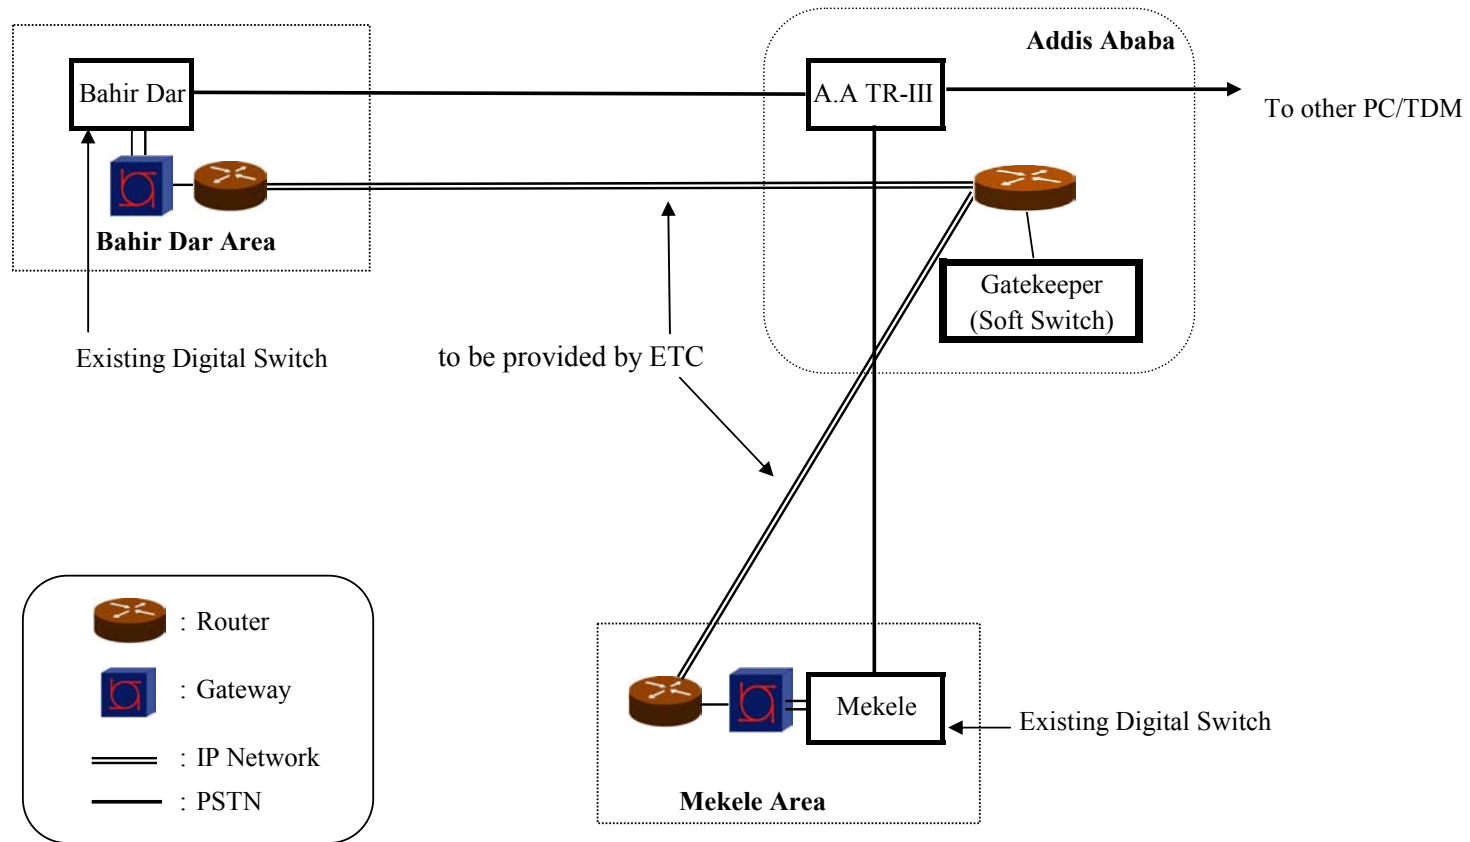 Addis Ababa
Bahir Dar
A.A TR-III
To other PC/TDM
Bahir Dar Area
Gatekeeper
(Soft Switch)
Existing Digital Switch
to be provided by ETC
: Router
: Gateway
: IP Network
: PSTN
Mekele
Existing Digital Switch
Mekele Area